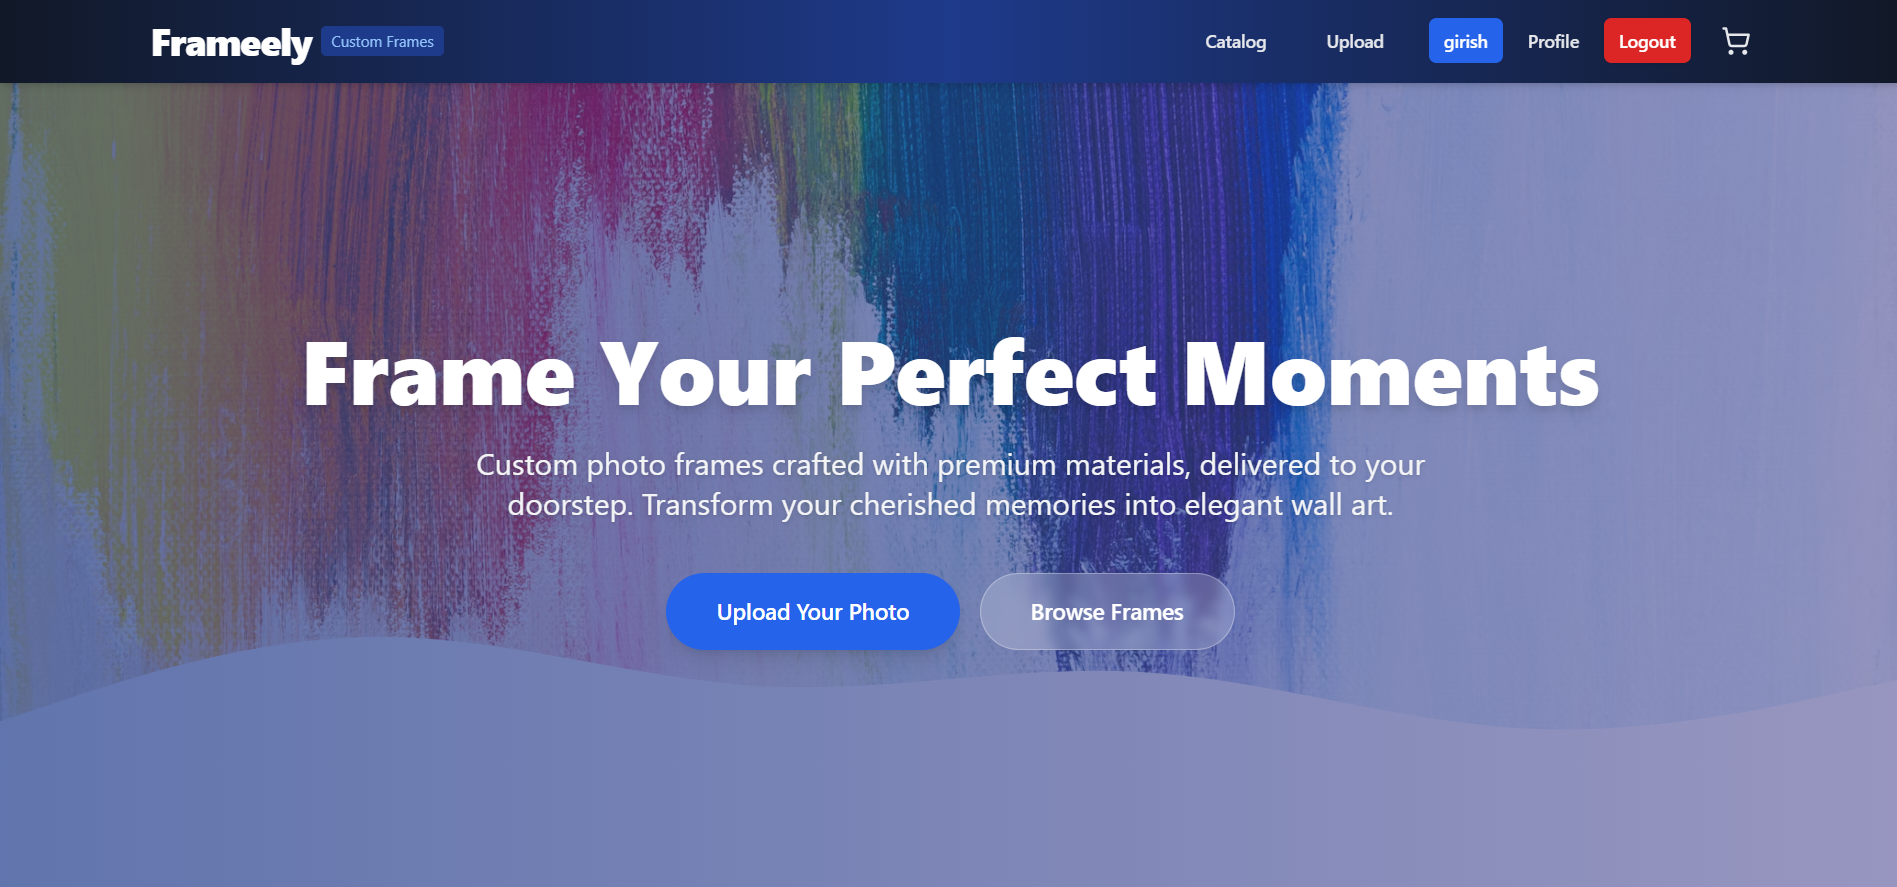 Frameely Custom Frames
Catalog Upload girish Profile Logout
Frame Your Perfect Moments
Custom photo frames crafted with premium materials, delivered to your
doorstep. Transform your cherished memories into elegant wall art.
Upload Your Photo Browse Frames